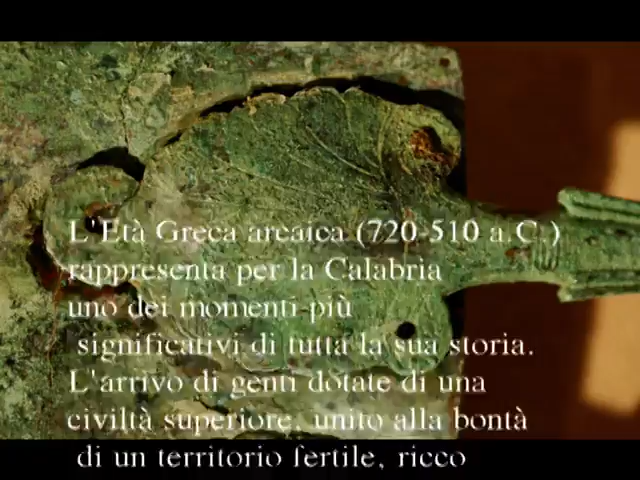 L'Età Greca arcaica (720-510 a.C.)
rappresenta per la Calabria
uno dei momenti più
significativi di tutta la sua storia.
L'arrivo di genti dotate di una
civiltà superiore, unito alla bontà
di un territorio fertile, ricco